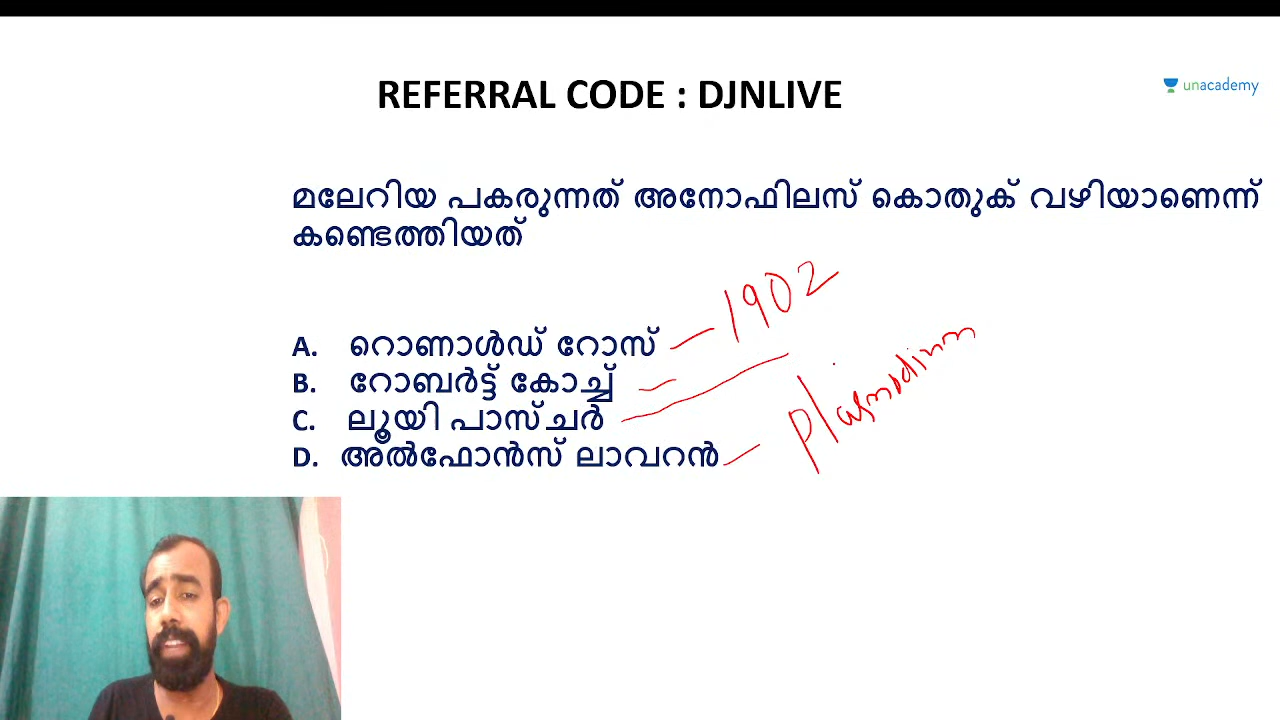 REFERRAL CODE : DJNLIVE
unacademy
മലേറിയ പകരുന്നത് അനോഫിലസ് കൊതുക് വഴിയാണെന്ന്
കണ്ടെത്തിയത്
A. റൊണാൾഡ് റോസ് 1902
B. റോബർട്ട് കോച്ച്
C. ലൂയി പാസ്ചർ
D. അൽഫോൻസ് ലാവറൻ Plasmodium